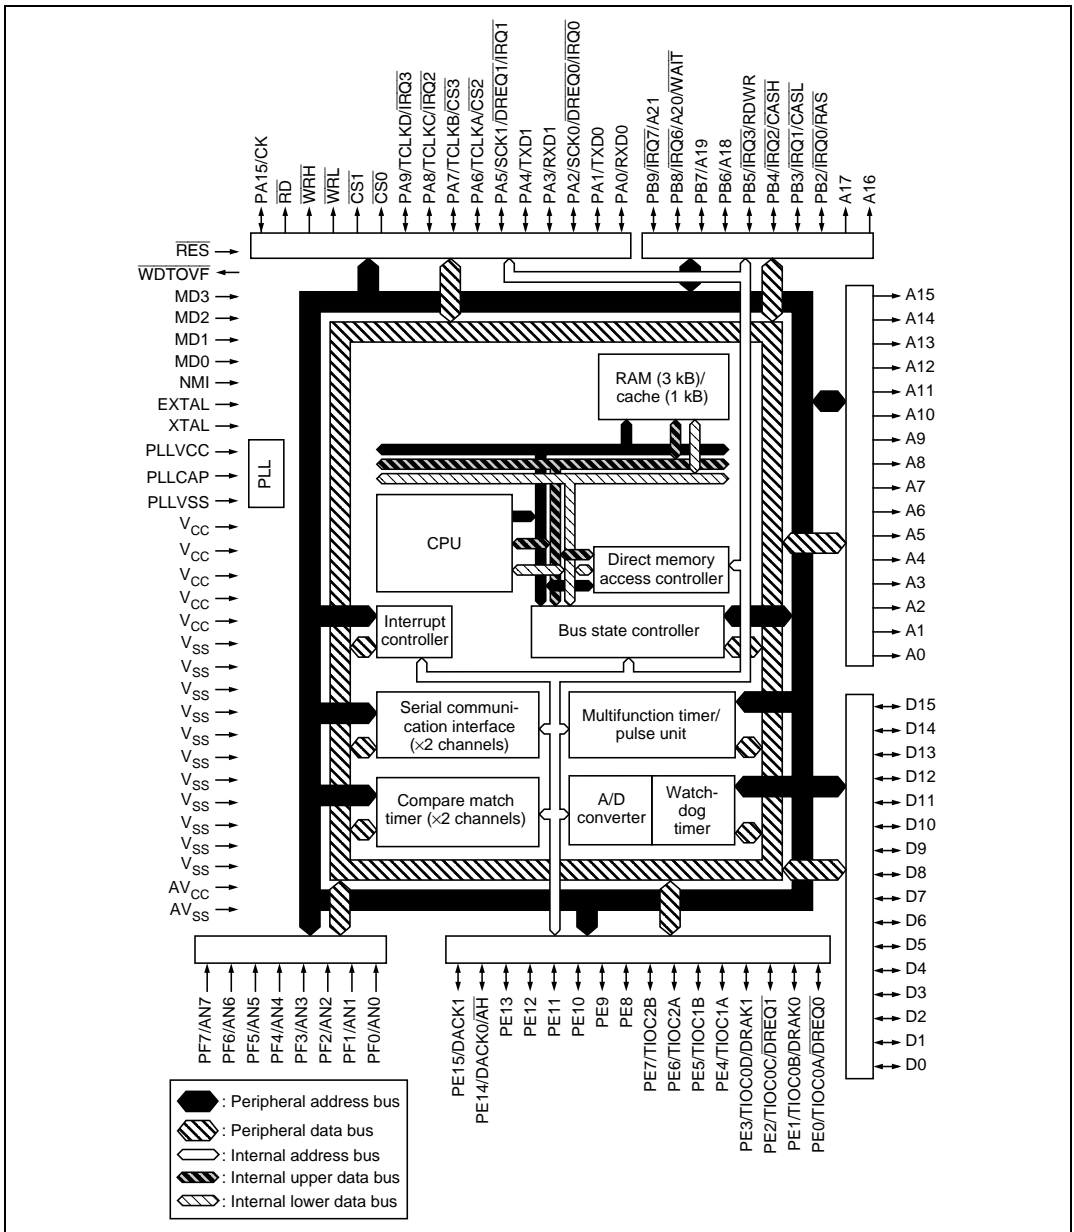 PA15/CK
RD
WRH
WRL
CS1
CS0
PA9/TCLKD/IRQ3
PA8/TCLKC/IRQ2
PA7/TCLKB/CS3
PA6/TCLKA/CS2
PA5/SCK1/DREQ1/IRQ1
PA4/TXD1
PA3/RXD1
PA2/SCK0/DREQ0/IRQ0
PA1/TXD0
PA0/RXD0
PB9/IRQ7/A21
PB8/IRQ6/A20/WAIT
PB7/A19
PB6/A18
PB5/IRQ3/RDWR
PB4/IRQ2/CASH
PB3/IRQ1/CASL
PB2/IRQ0/RAS
A17
A16
RES
WDTOVF
MD3
MD2
MD1
MD0
NMI
EXTAL
XTAL
PLLVCC
PLLCAP
PLLVSS
VCC
VCC
VCC
VCC
VCC
VSS
VSS
VSS
VSS
VSS
VSS
VSS
VSS
VSS
VSS
VSS
AVCC
AVSS
PLL
RAM (3 kB)/
cache (1 kB)
CPU
Direct memory
access controller
Interrupt
controller
Bus state controller
Serial communi-
cation interface
(×2 channels)
Multifunction timer/
pulse unit
Compare match
timer (×2 channels)
A/D
converter
Watch-
dog
timer
A15
A14
A13
A12
A11
A10
A9
A8
A7
A6
A5
A4
A3
A2
A1
A0
D15
D14
D13
D12
D11
D10
D9
D8
D7
D6
D5
D4
D3
D2
D1
D0
PF7/AN7
PF6/AN6
PF5/AN5
PF4/AN4
PF3/AN3
PF2/AN2
PF1/AN1
PF0/AN0
PE15/DACK1
PE14/DACK0/AH
PE13
PE12
PE11
PE10
PE9
PE8
PE7/TIOC2B
PE6/TIOC2A
PE5/TIOC1B
PE4/TIOC1A
PE3/TIOC0D/DRAK1
PE2/TIOC0C/DREQ1
PE1/TIOC0B/DRAK0
PE0/TIOC0A/DREQ0
: Peripheral address bus
: Peripheral data bus
: Internal address bus
: Internal upper data bus
: Internal lower data bus